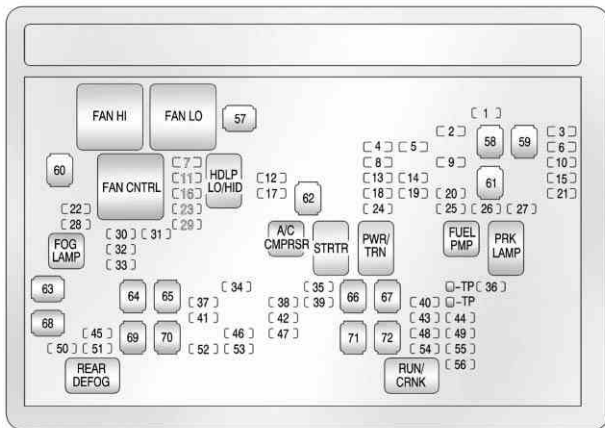 FAN HI
FAN LO
57
[ 1 ]
[ 2 ]
58
59
[ 3 ]
[ 4 ]
[ 5 ]
[ 6 ]
60
FAN CNTRL
[ 7 ]
HDLP
LO/HID
[ 8 ]
[ 9 ]
[ 10 ]
[ 11 ]
[ 12 ]
[ 13 ]
[ 14 ]
61
[ 15 ]
[ 16 ]
[ 17 ]
62
[ 18 ]
[ 19 ]
[ 20 ]
[ 21 ]
[ 22 ]
[ 23 ]
[ 24 ]
[ 25 ]
[ 26 ]
[ 27 ]
[ 28 ]
[ 29 ]
FOG
LAMP
[ 30 ]
[ 31 ]
[ 32 ]
[ 33 ]
A/C
CMPRSR
STRTR
PWR/
TRN
FUEL
PMP
PRK
LAMP
63
64
65
[ 34 ]
[ 35 ]
66
67
-TP
[ 36 ]
-TP
[ 37 ]
[ 38 ]
[ 39 ]
[ 40 ]
68
[ 41 ]
[ 42 ]
[ 43 ]
[ 44 ]
[ 45 ]
69
70
[ 46 ]
[ 47 ]
71
72
[ 48 ]
[ 49 ]
[ 50 ]
[ 51 ]
[ 52 ]
[ 53 ]
[ 54 ]
[ 55 ]
[ 56 ]
REAR
DEFOG
RUN/
CRNK